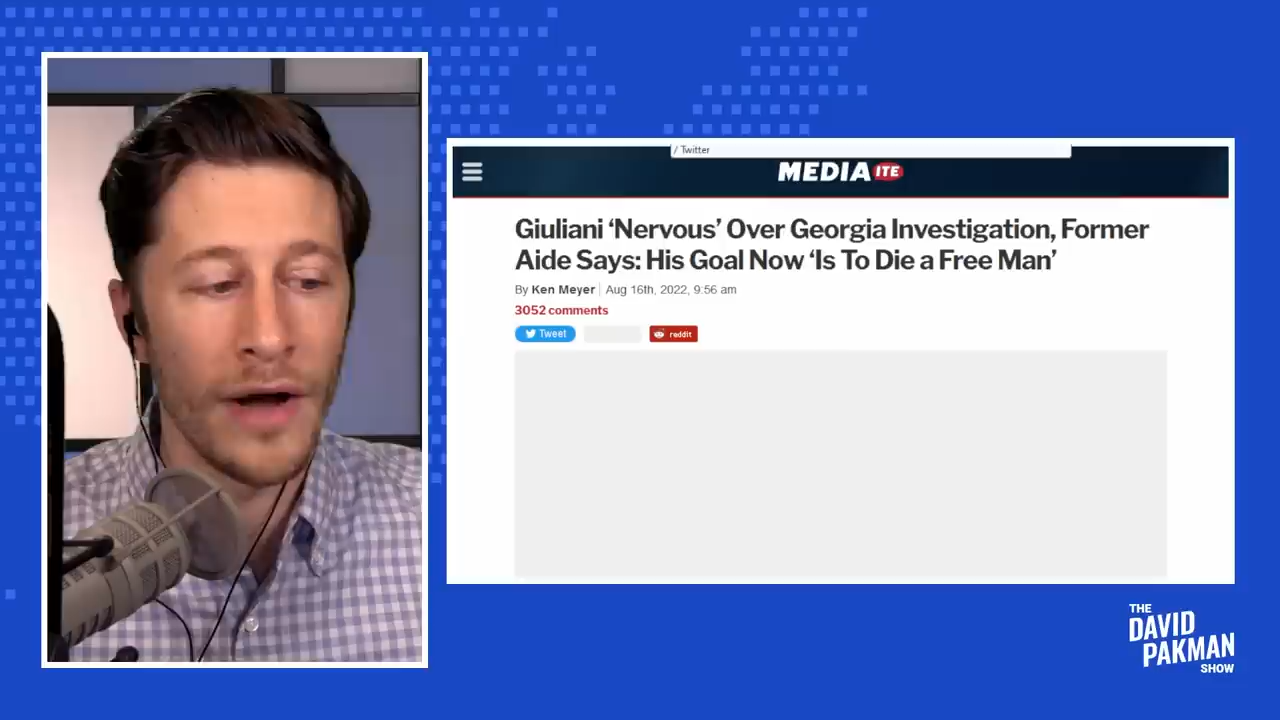 / Twitter
MEDIAITE
Giuliani ‘Nervous’ Over Georgia Investigation, Former
Aide Says: His Goal Now ‘Is To Die a Free Man’
By Ken Meyer | Aug 16th, 2022, 9:56 am
3052 comments
Tweet
reddit
THE
DAVID
PAKMAN
SHOW